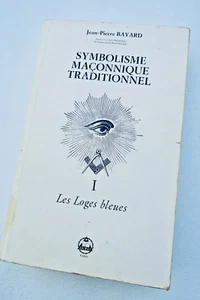 Jean-Pierre BAYARD
SYMBOLISME
MAÇONNIQUE
TRADITIONNEL
I
Les Loges bleues